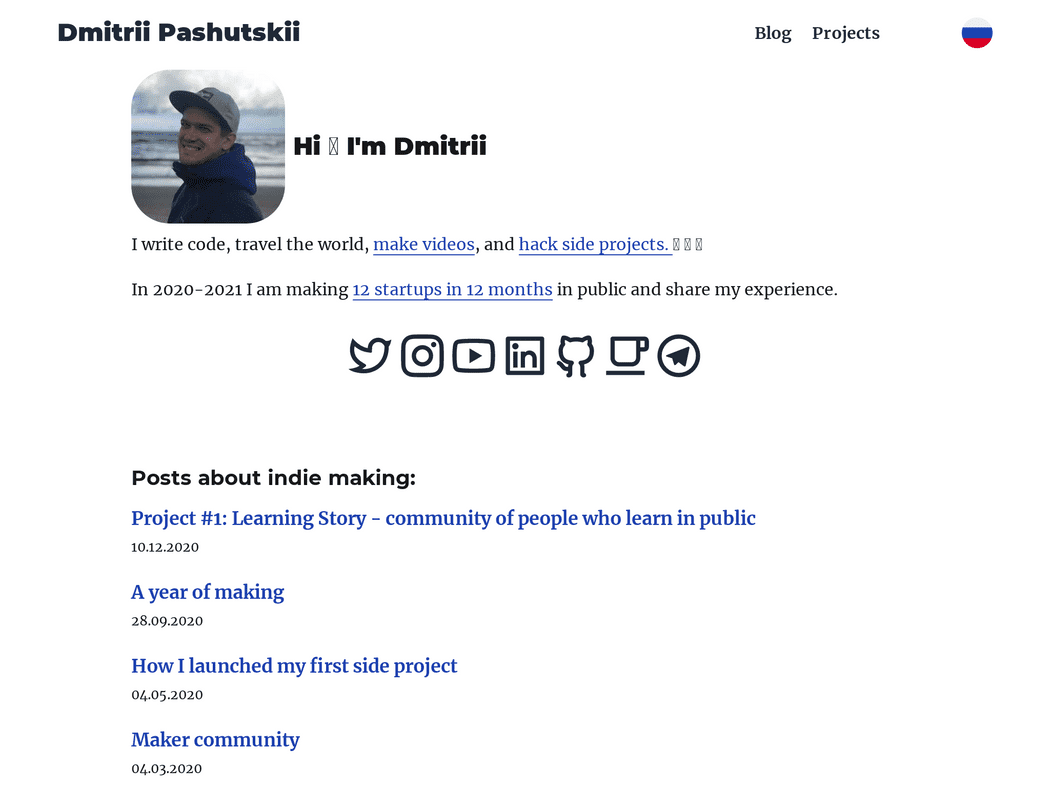 Dmitrii Pashutskii
Blog Projects
Hi I'm Dmitrii
I write code, travel the world, make videos, and hack side projects.
In 2020-2021 I am making 12 startups in 12 months in public and share my experience.
in
Posts about indie making:
Project #1: Learning Story - community of people who learn in public
10.12.2020
A year of making
28.09.2020
How I launched my first side project
04.05.2020
Maker community
04.03.2020